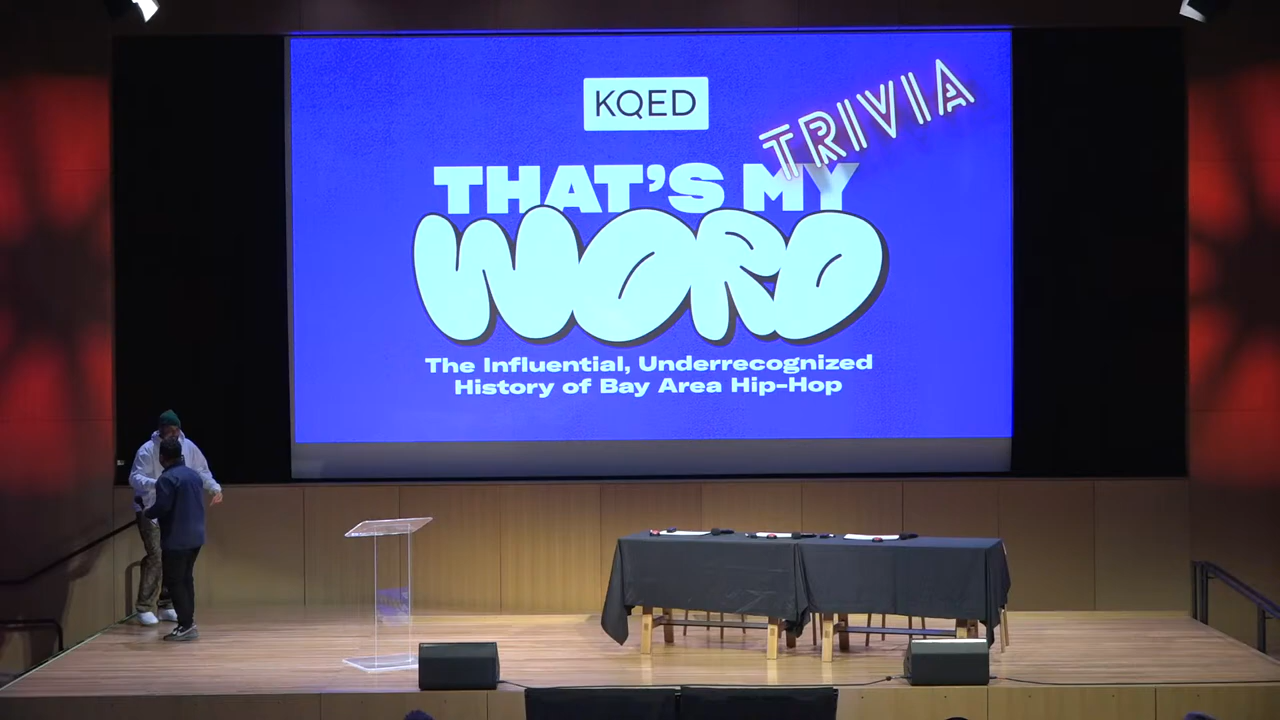 KQED
TRIVIA
THAT'S MY
WORD
The Influential, Underrecognized
History of Bay Area Hip-Hop